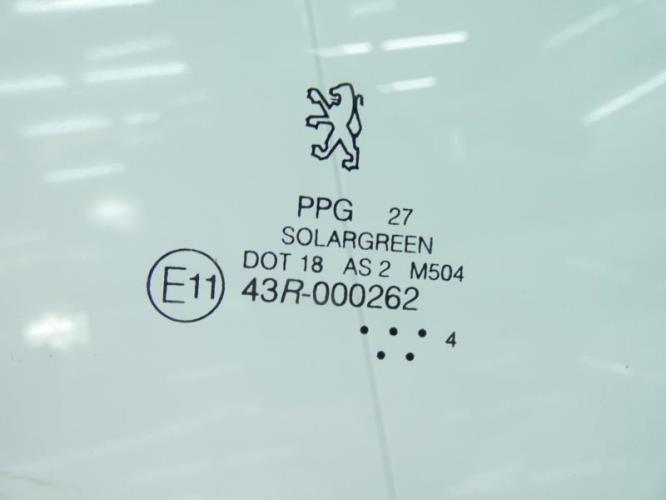 PPG 27
SOLARGREEN
DOT 18 AS 2 M504
E11 43R-000262
4